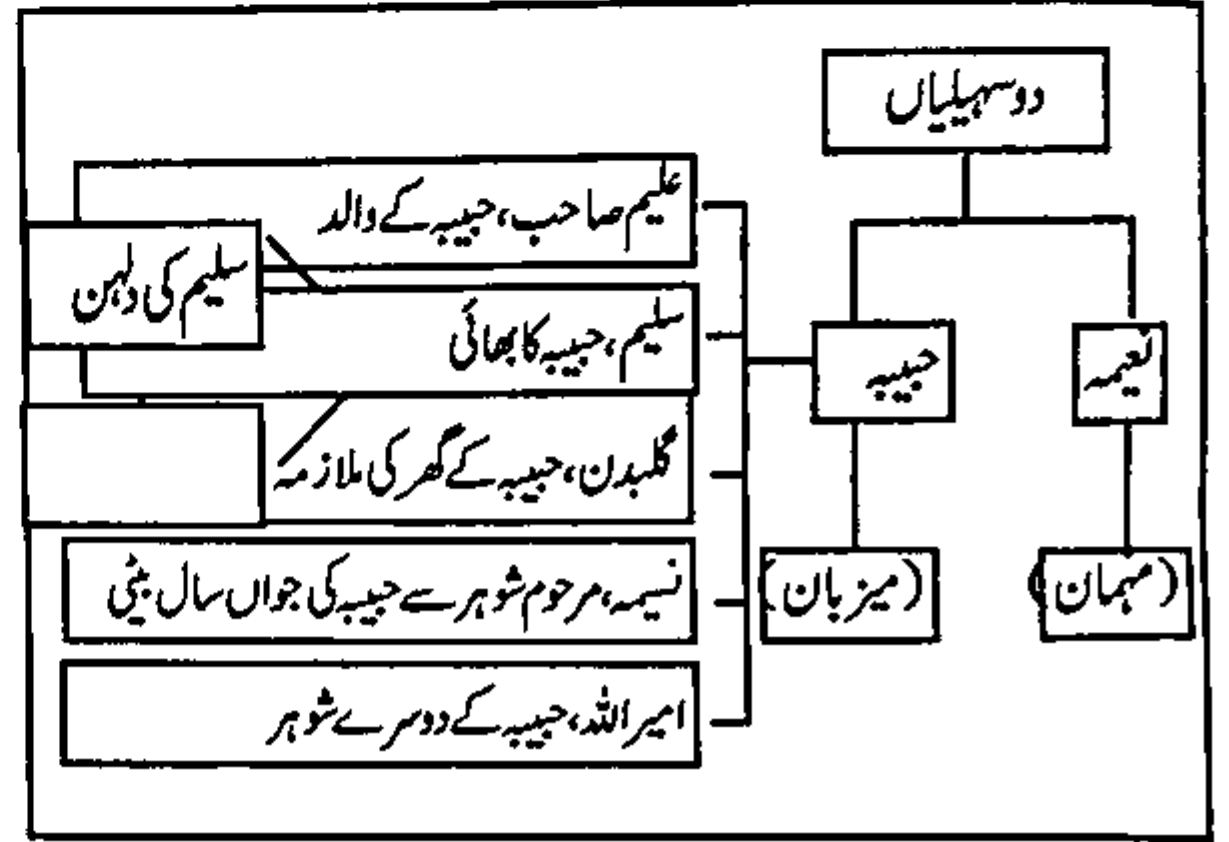 دو سہیلیاں
نعیمہ
حبیبہ
(مہمان)
(میزبان)
علیم صاحب، حبیبہ کے والد
سلیم، حبیبہ کا بھائی
سلیم کی دلہن
گلبدن، حبیبہ کے گھر کی ملازمہ
نسیمہ، مرحوم شوہر سے حبیبہ کی جواں سال بیٹی
امیر اللہ، حبیبہ کے دوسرے شوہر